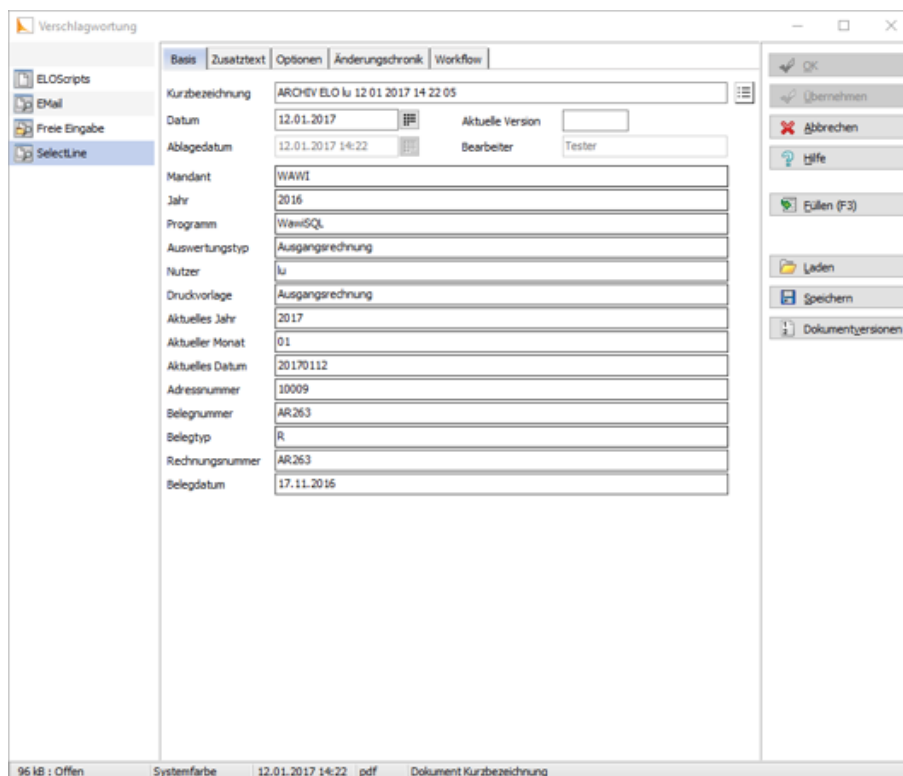 Verschlagwortung
ELOScripts
EMail
Freie Eingabe
SelectLine
Basis Zusatztext Optionen Änderungschronik Workflow
Kurzbezeichnung ARCHIV ELO lu 12 01 2017 14 22 05
Datum 12.01.2017 Aktuelle Version
Ablagedatum 12.01.2017 14:22 Bearbeiter Tester
Mandant WAWI
Jahr 2016
Programm WawiSQL
Auswertungstyp Ausgangsrechnung
Nutzer lu
Druckvorlage Ausgangsrechnung
Aktuelles Jahr 2017
Aktueller Monat 01
Aktuelles Datum 20170112
Adressnummer 10009
Belegnummer AR263
Belegtyp R
Rechnungsnummer AR263
Belegdatum 17.11.2016
OK
Übernehmen
Abbrechen
Hilfe
Füllen (F3)
Laden
Speichern
Dokumentversionen
96 kB : Offen Systemfarbe 12.01.2017 14:22 pdf Dokument Kurzbezeichnung